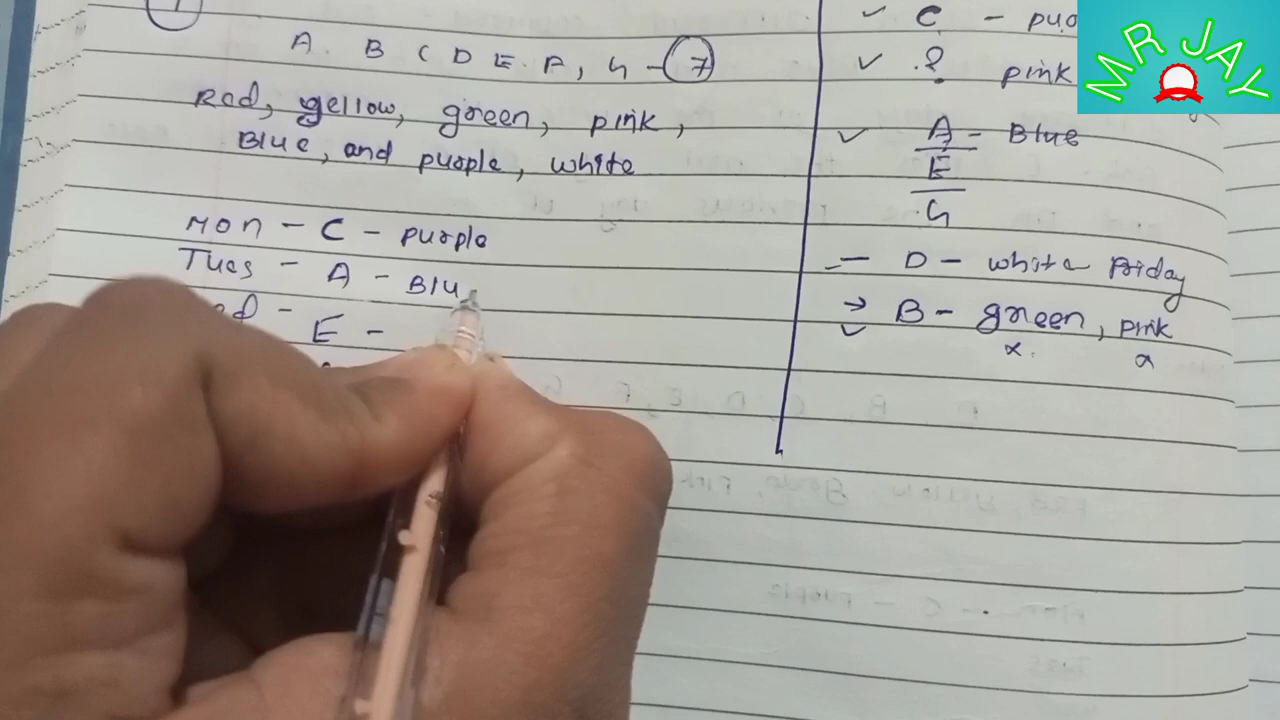 A B C D E F, G - 7
Red, yellow, green, pink,
Blue, and purple, white
Mon - C - purple
Tues - A - Blu
E -
C - pur
? pink
A - Blue
E
G
- D - white Friday
→ B - green, pink
x x
MR JAY